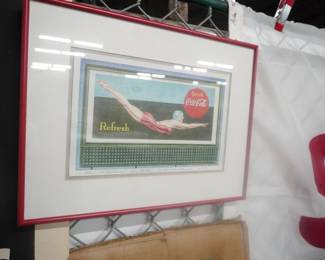 Drink
Coca-Cola
Refresh